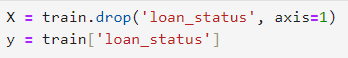 X = train.drop('loan_status', axis=1)
y = train['loan_status']